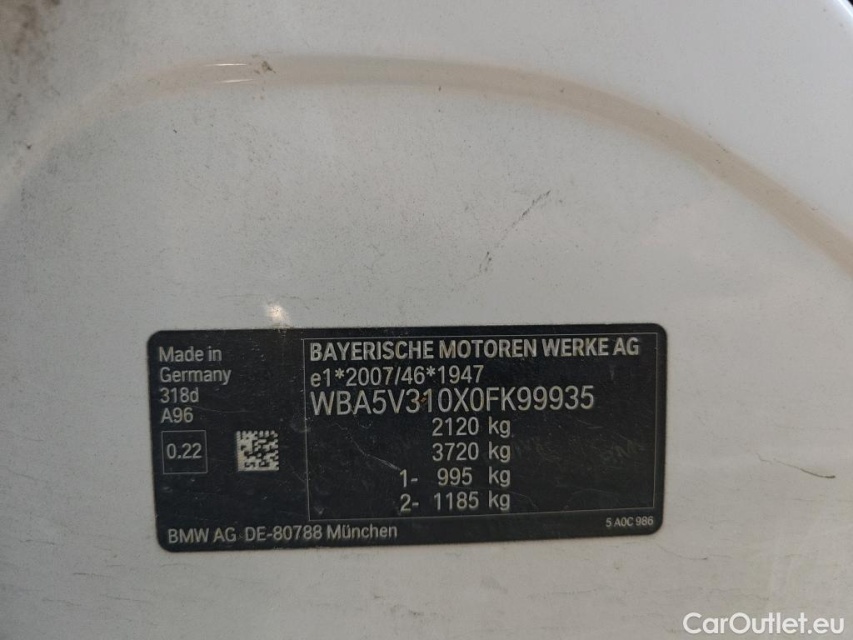 Made in
Germany
318d
A96
0.22
BAYERISCHE MOTOREN WERKE AG
e1*2007/46*1947
WBA5V310X0FK99935
2120 kg
3720 kg
1- 995 kg
2- 1185 kg
BMW AG DE-80788 München
5 A0C 986
CarOutlet.eu